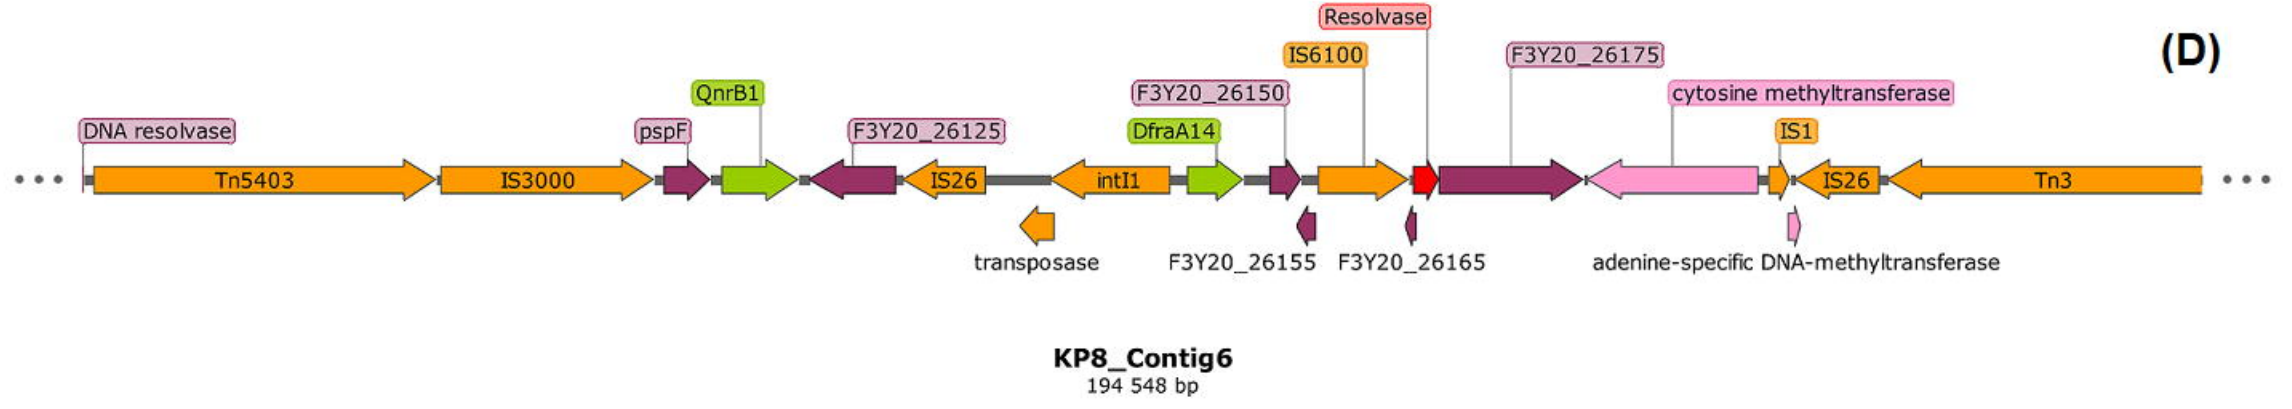 Resolvase
(D)
IS6100
F3Y20_26175
QnrB1
F3Y20_26150
cytosine methyltransferase
DNA resolvase
pspF
F3Y20_26125
DfraA14
IS1
Tn5403
IS3000
IS26
intI1
IS26
Tn3
transposase
F3Y20_26155
F3Y20_26165
adenine-specific DNA-methyltransferase
KP8_Contig6
194 548 bp